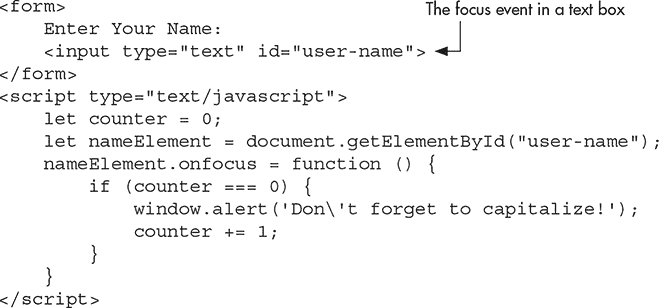 <form>
    Enter Your Name:
    <input type="text" id="user-name">
The focus event in a text box
</form>
<script type="text/javascript">
    let counter = 0;
    let nameElement = document.getElementById("user-name");
    nameElement.onfocus = function () {
        if (counter === 0) {
            window.alert('Don\'t forget to capitalize!');
            counter += 1;
        }
    }
</script>